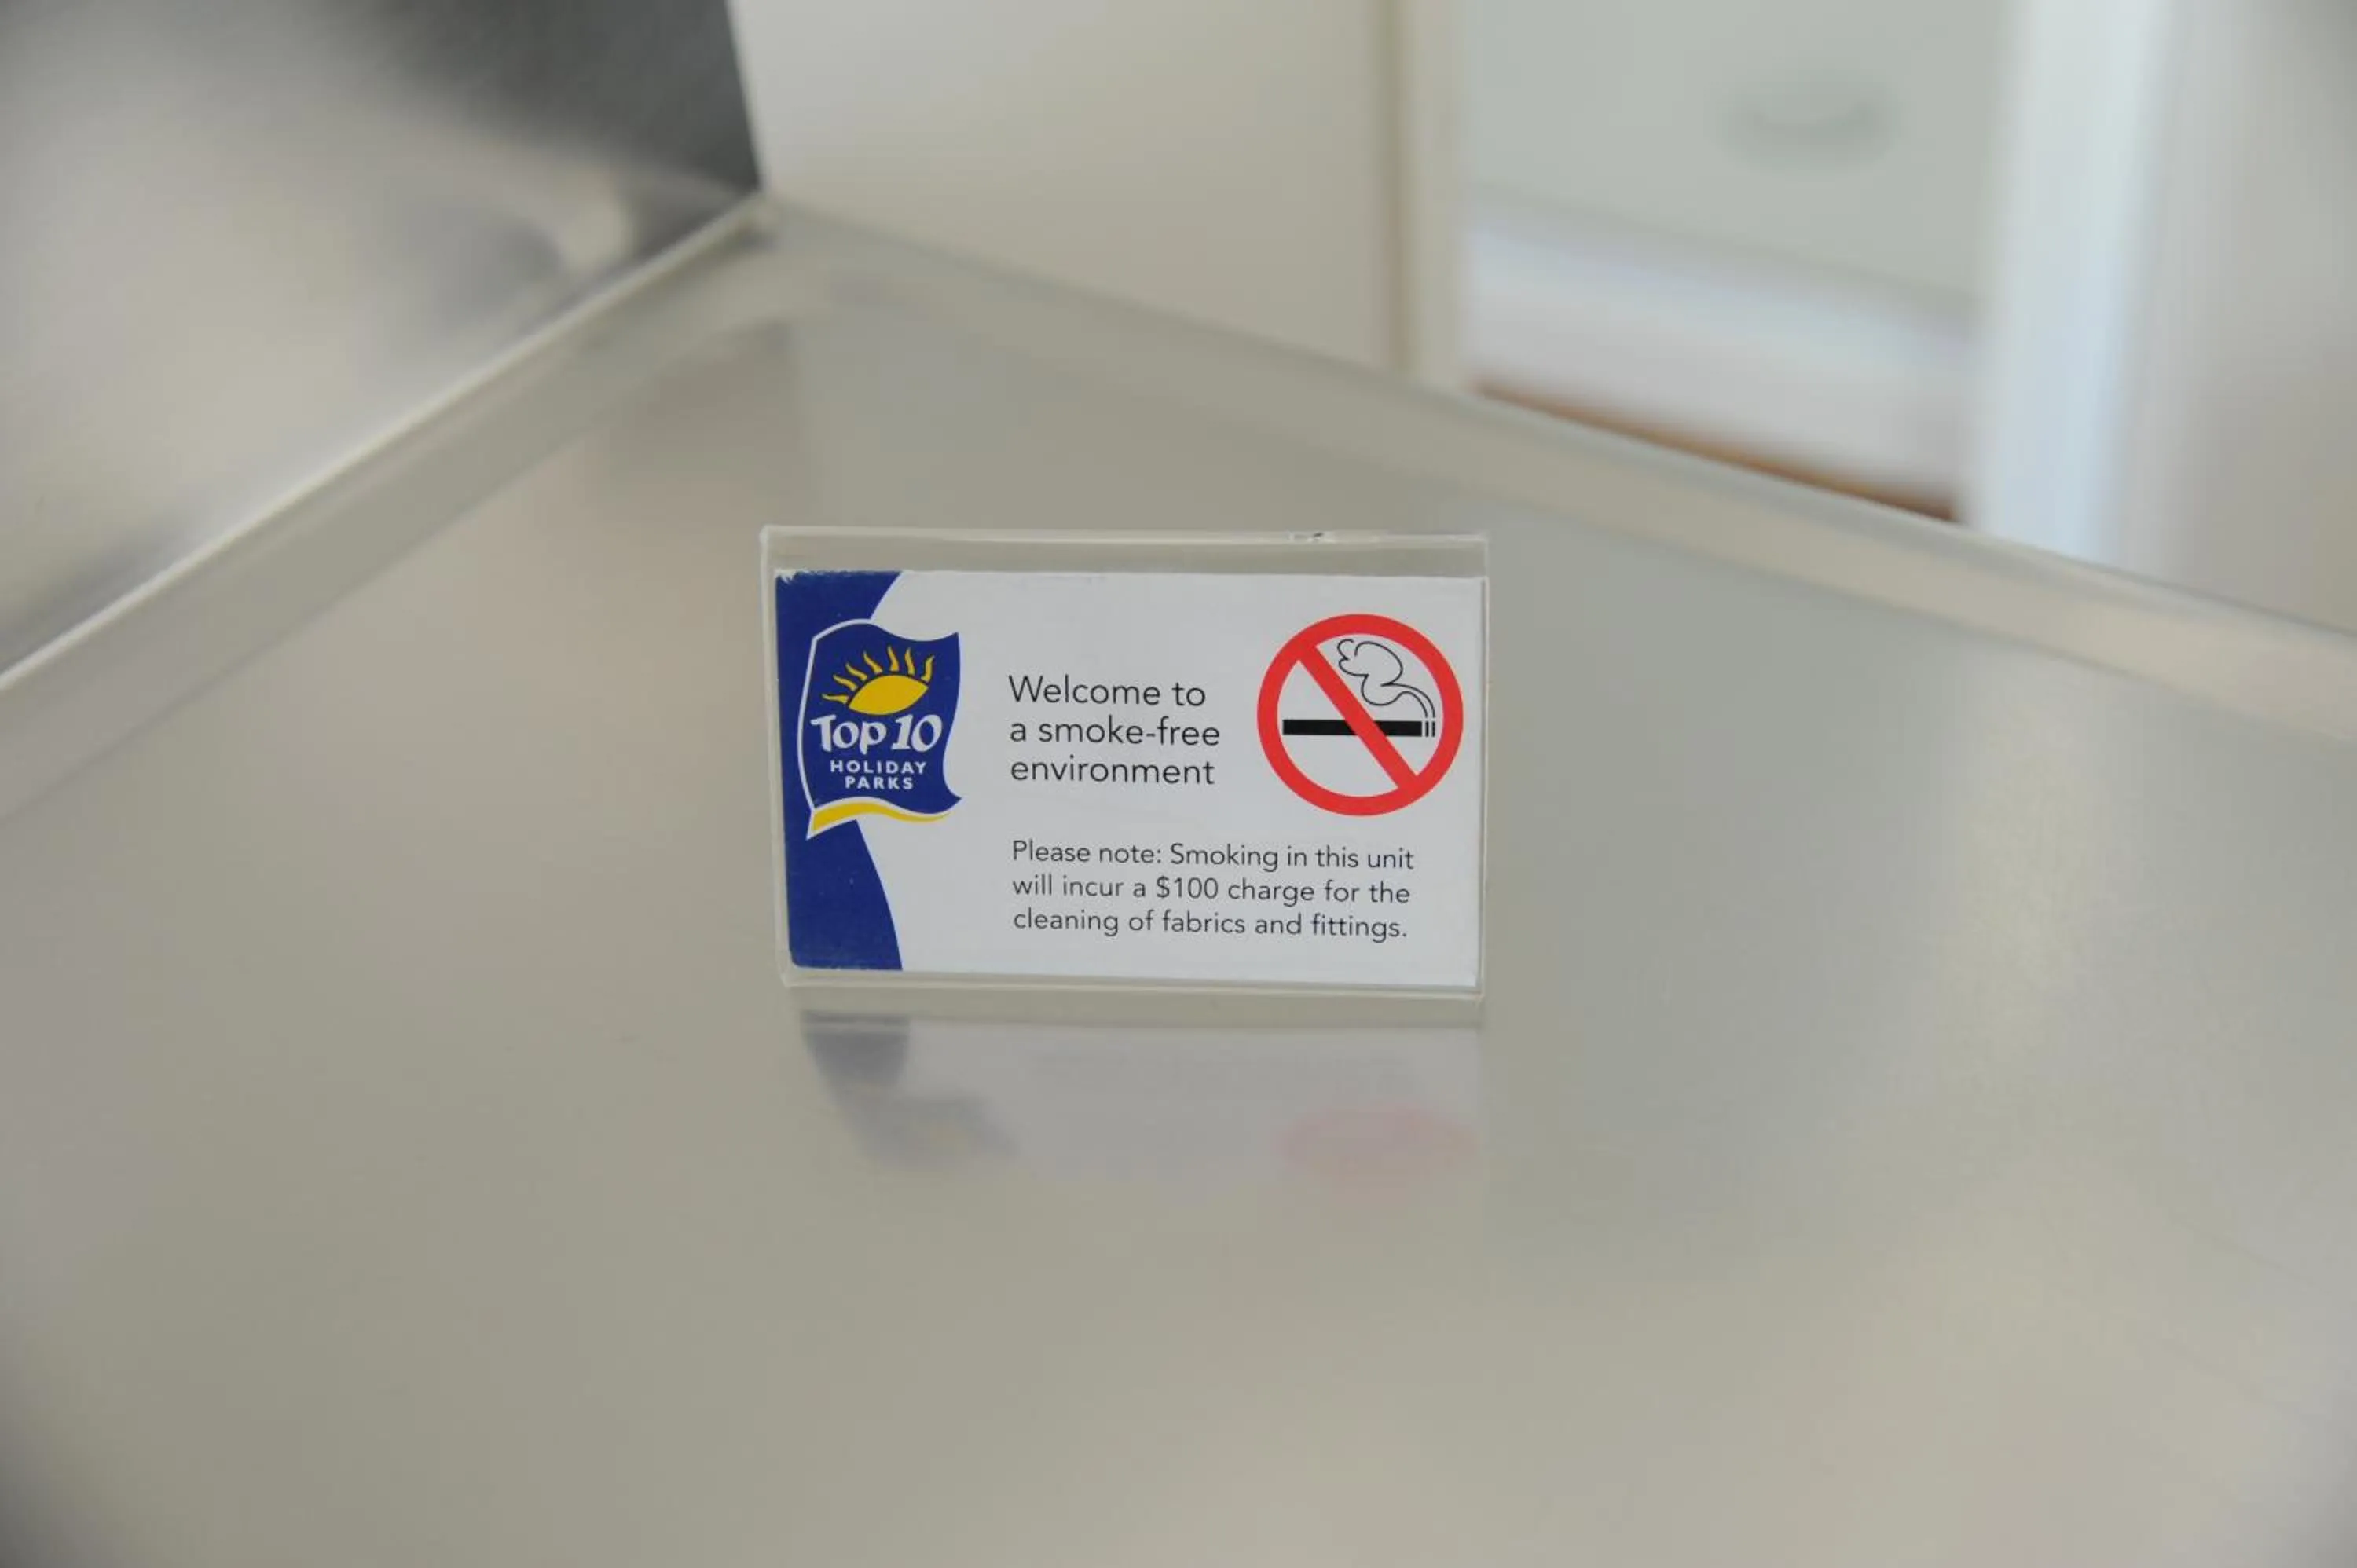 Top 10
HOLIDAY
PARKS
Welcome to
a smoke-free
environment
Please note: Smoking in this unit
will incur a $100 charge for the
cleaning of fabrics and fittings.